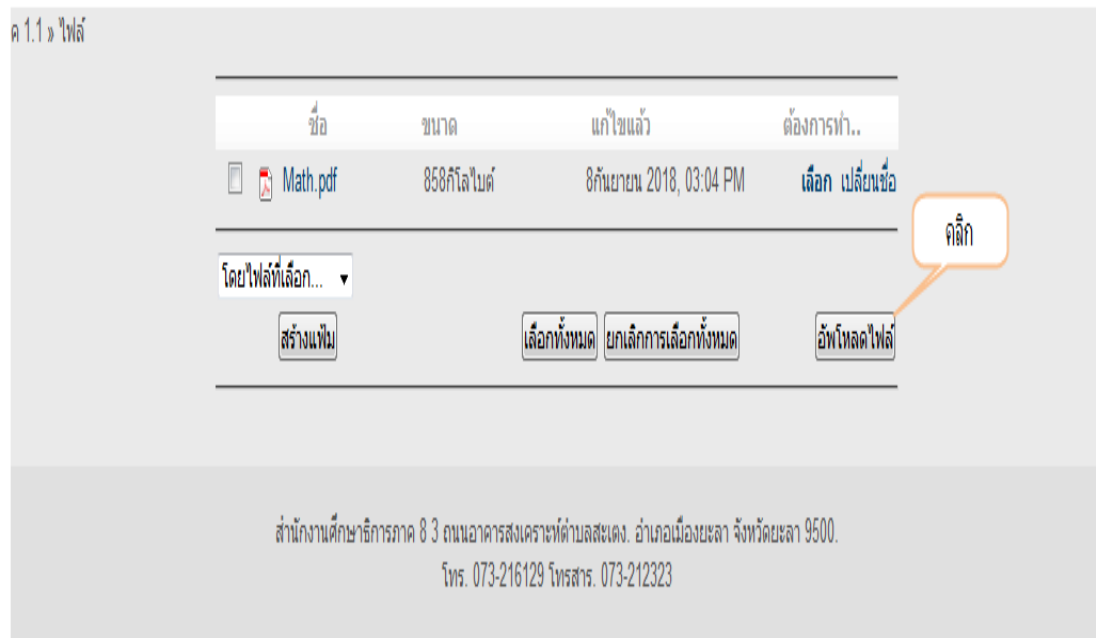 ค 1.1 » ไฟล์
ชื่อ ขนาด แก้ไขแล้ว ต้องการทำ..
Math.pdf 858กิโลไบต์ 8กันยายน 2018, 03:04 PM เลือก เปลี่ยนชื่อ
คลิก
โดยไฟล์ที่เลือก...
สร้างแฟ้ม เลือกทั้งหมด ยกเลิกการเลือกทั้งหมด อัพโหลดไฟล์
สำนักงานศึกษาธิการภาค 8 3 ถนนอาคารสงเคราะห์ตำบลสะเตง. อำเภอเมืองยะลา จังหวัดยะลา 9500.
โทร. 073-216129 โทรสาร. 073-212323